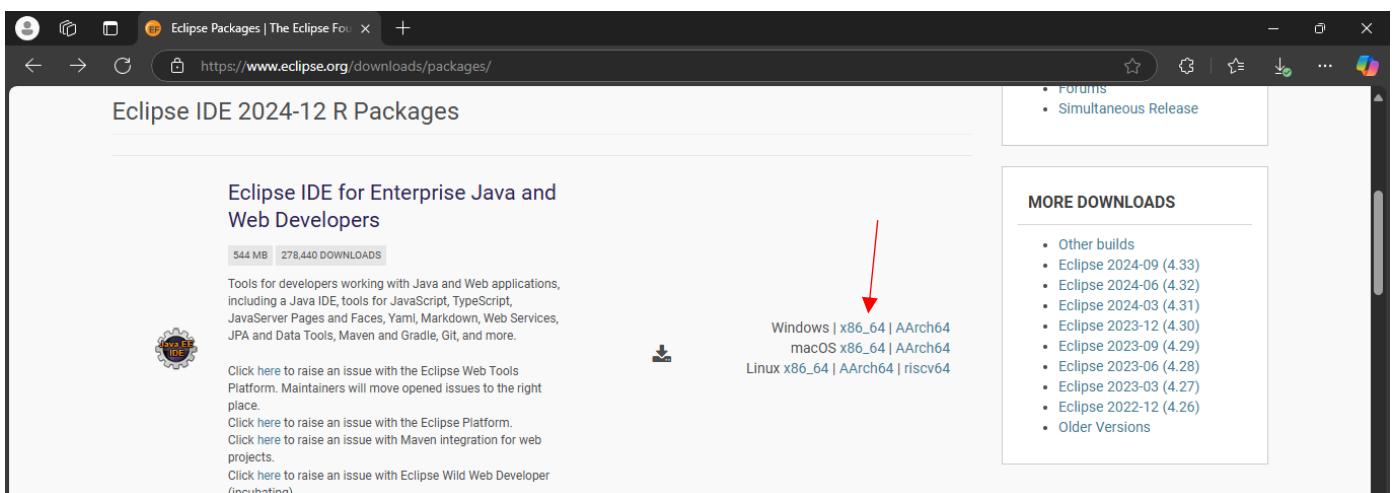 EF Eclipse Packages | The Eclipse Fou
https://www.eclipse.org/downloads/packages/
Eclipse IDE 2024-12 R Packages
Java EE
IDE
Eclipse IDE for Enterprise Java and
Web Developers
544 MB 278,440 DOWNLOADS
Tools for developers working with Java and Web applications,
including a Java IDE, tools for JavaScript, TypeScript,
JavaServer Pages and Faces, Yaml, Markdown, Web Services,
JPA and Data Tools, Maven and Gradle, Git, and more.
Click here to raise an issue with the Eclipse Web Tools
Platform. Maintainers will move opened issues to the right
place.
Click here to raise an issue with the Eclipse Platform.
Click here to raise an issue with Maven integration for web
projects.
Click here to raise an issue with Eclipse Wild Web Developer
(incubating)
Windows | x86_64 | AArch64
macOS x86_64 | AArch64
Linux x86_64 | AArch64 | riscv64
Forums
Simultaneous Release
MORE DOWNLOADS
Other builds
Eclipse 2024-09 (4.33)
Eclipse 2024-06 (4.32)
Eclipse 2024-03 (4.31)
Eclipse 2023-12 (4.30)
Eclipse 2023-09 (4.29)
Eclipse 2023-06 (4.28)
Eclipse 2023-03 (4.27)
Eclipse 2022-12 (4.26)
Older Versions